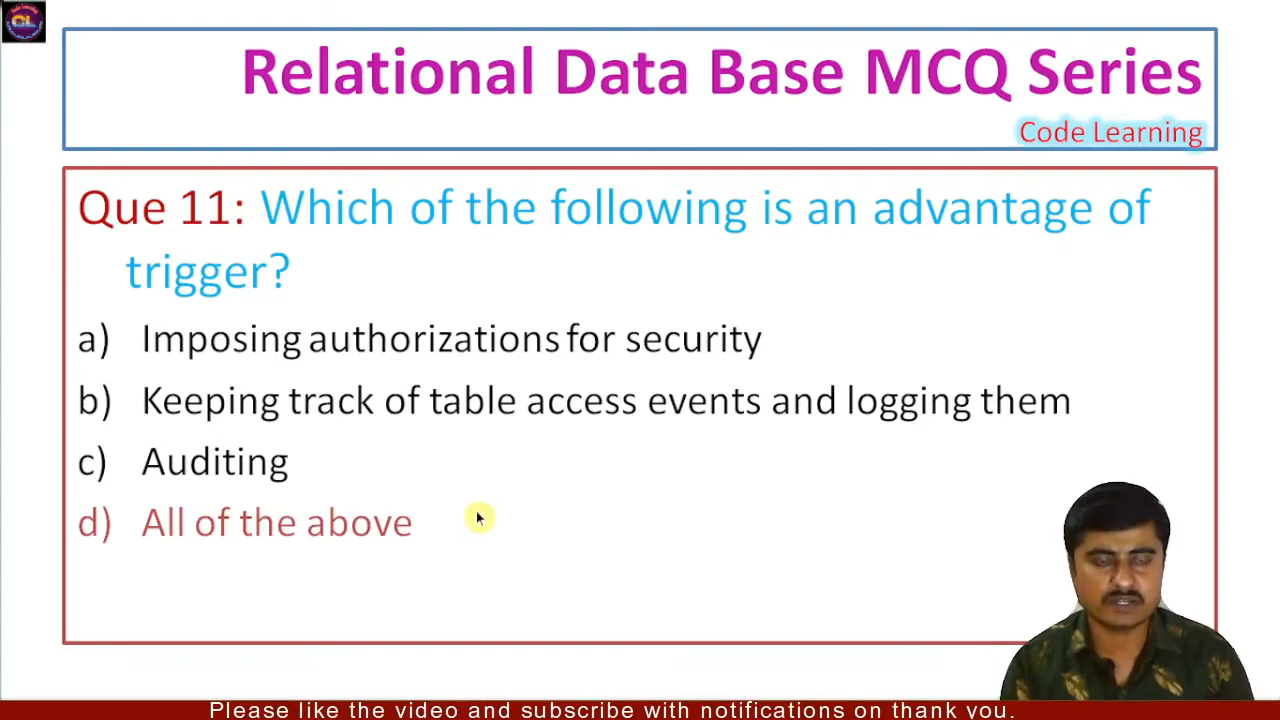 Relational Data Base MCQ Series
Code Learning
Que 11: Which of the following is an advantage of
trigger?
a) Imposing authorizations for security
b) Keeping track of table access events and logging them
c) Auditing
d) All of the above
Please like the video and subscribe with notifications on thank you.